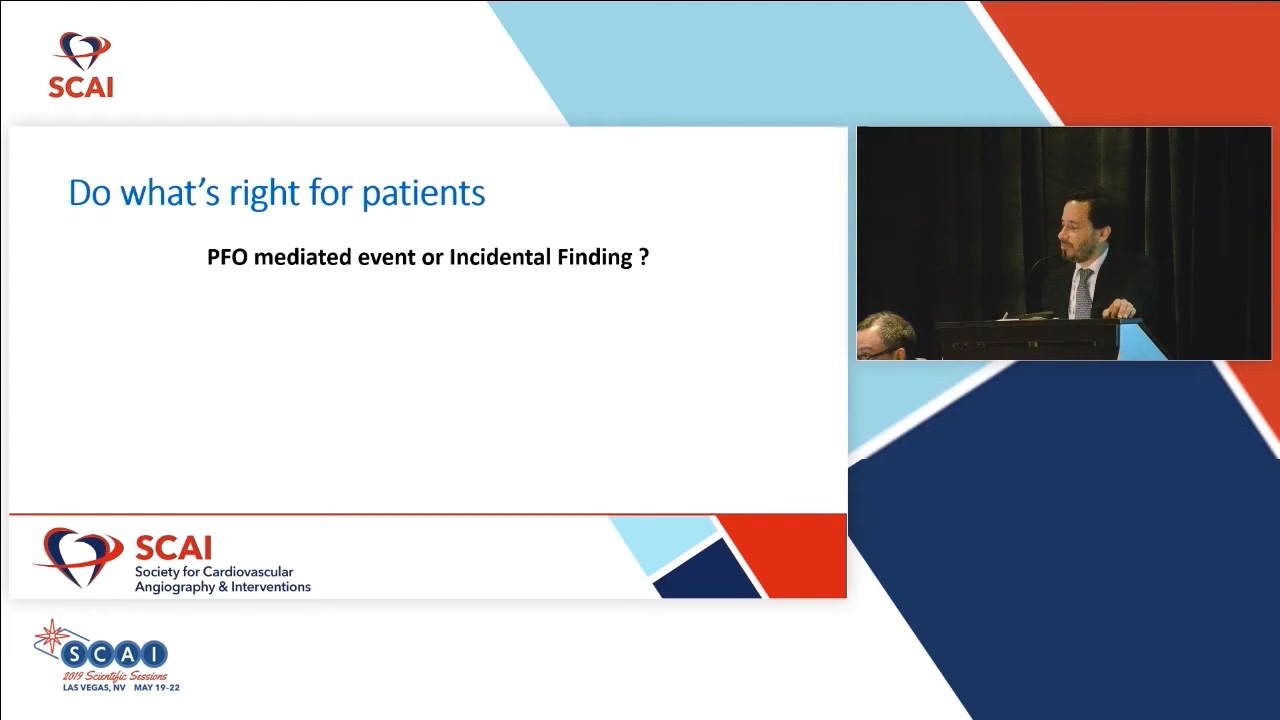 SCAI
Do what's right for patients
PFO mediated event or Incidental Finding ?
SCAI
Society for Cardiovascular
Angiography & Interventions
SCAI
2019 Scientific Sessions
LAS VEGAS, NV MAY 19-22